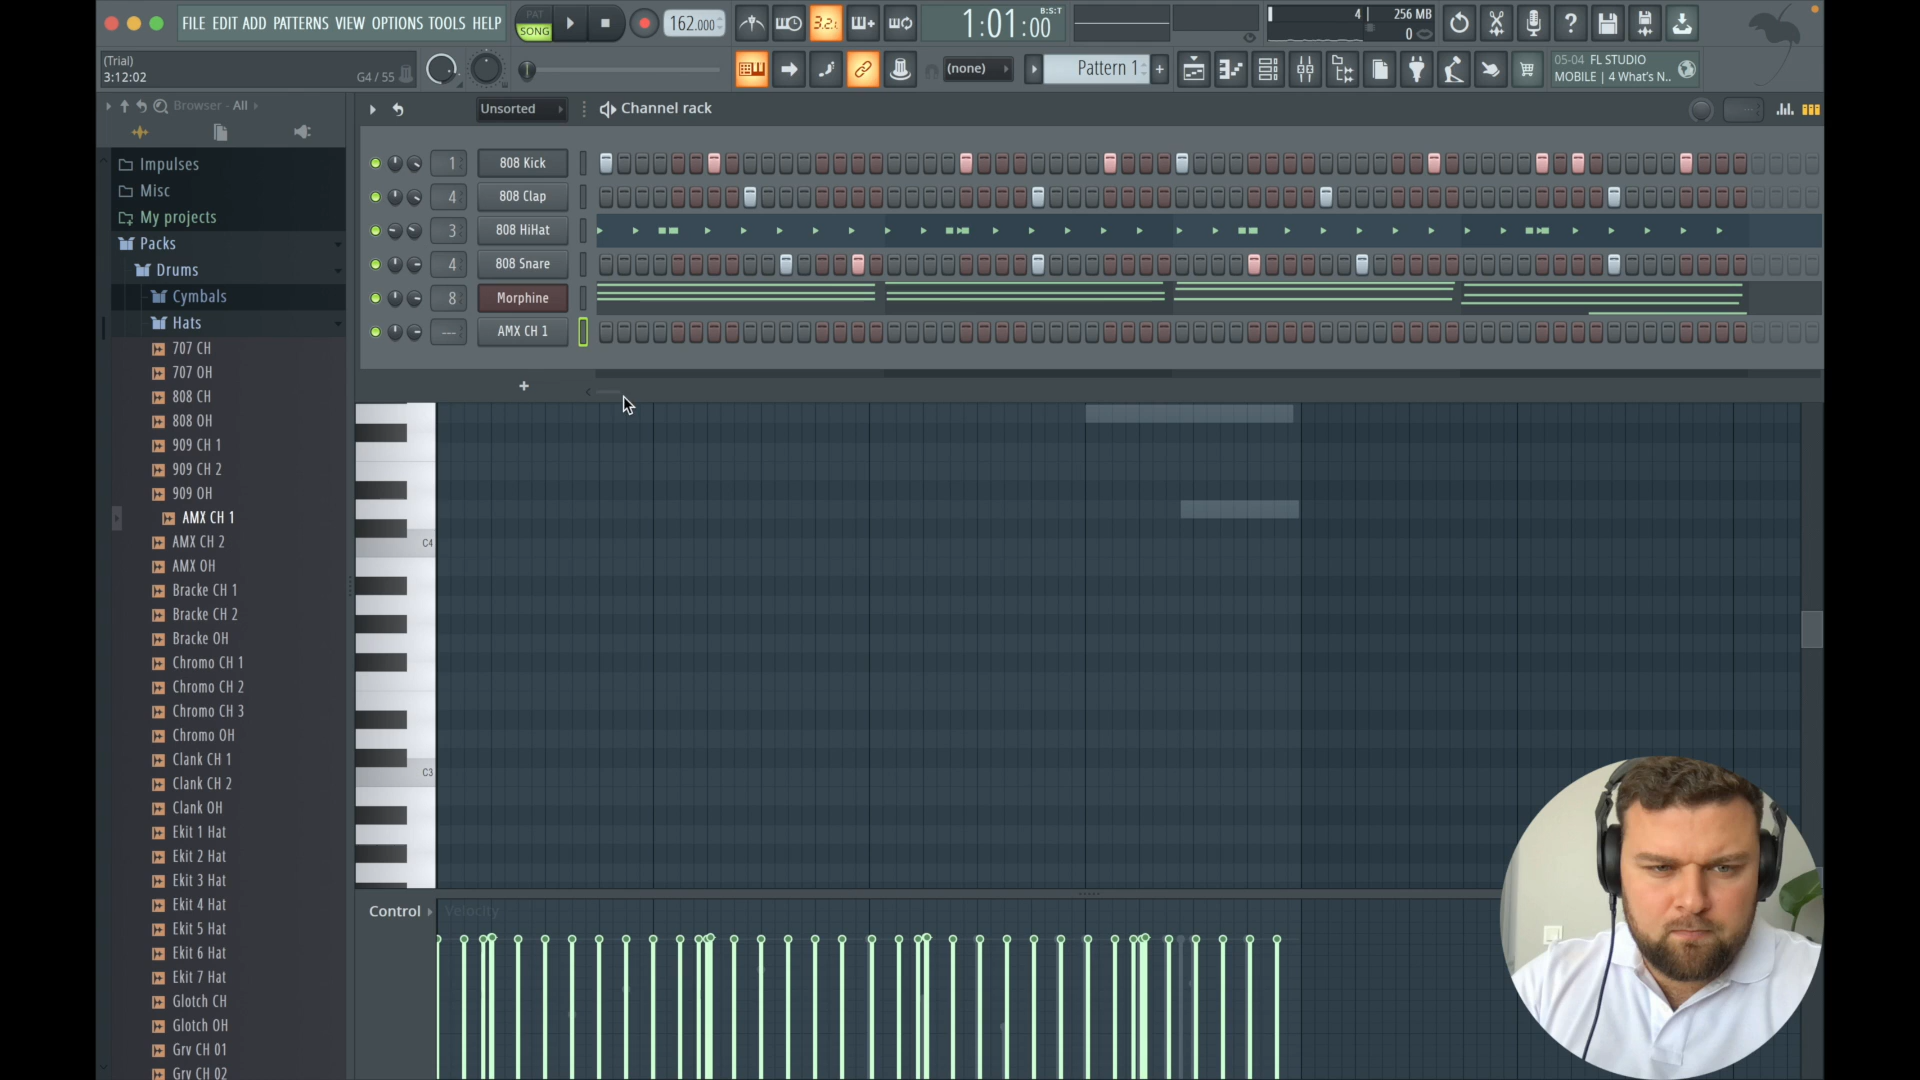 FILE EDIT ADD PATTERNS VIEW OPTIONS TOOLS HELP
PAT
SONG
162.000
3.2.
1:01:00
B:S:T
4
256 MB
0
(Trial)
3:12:02
G4 / 55
(none)
Pattern 1
+
05-04 FL STUDIO
MOBILE | 4 What's N..
Browser - All
Unsorted
Channel rack
Impulses
Misc
My projects
Packs
Drums
Cymbals
Hats
707 CH
707 OH
808 CH
808 OH
909 CH 1
909 CH 2
909 OH
AMX CH 1
AMX CH 2
AMX OH
Bracke CH 1
Bracke CH 2
Bracke OH
Chromo CH 1
Chromo CH 2
Chromo CH 3
Chromo OH
Clank CH 1
Clank CH 2
Clank OH
Ekit 1 Hat
Ekit 2 Hat
Ekit 3 Hat
Ekit 4 Hat
Ekit 5 Hat
Ekit 6 Hat
Ekit 7 Hat
Glotch CH
Glotch OH
Grv CH 01
Grv CH 02
1 808 Kick
4 808 Clap
3 808 HiHat
4 808 Snare
8 Morphine
--- AMX CH 1
+
C4
C3
Control
Velocity